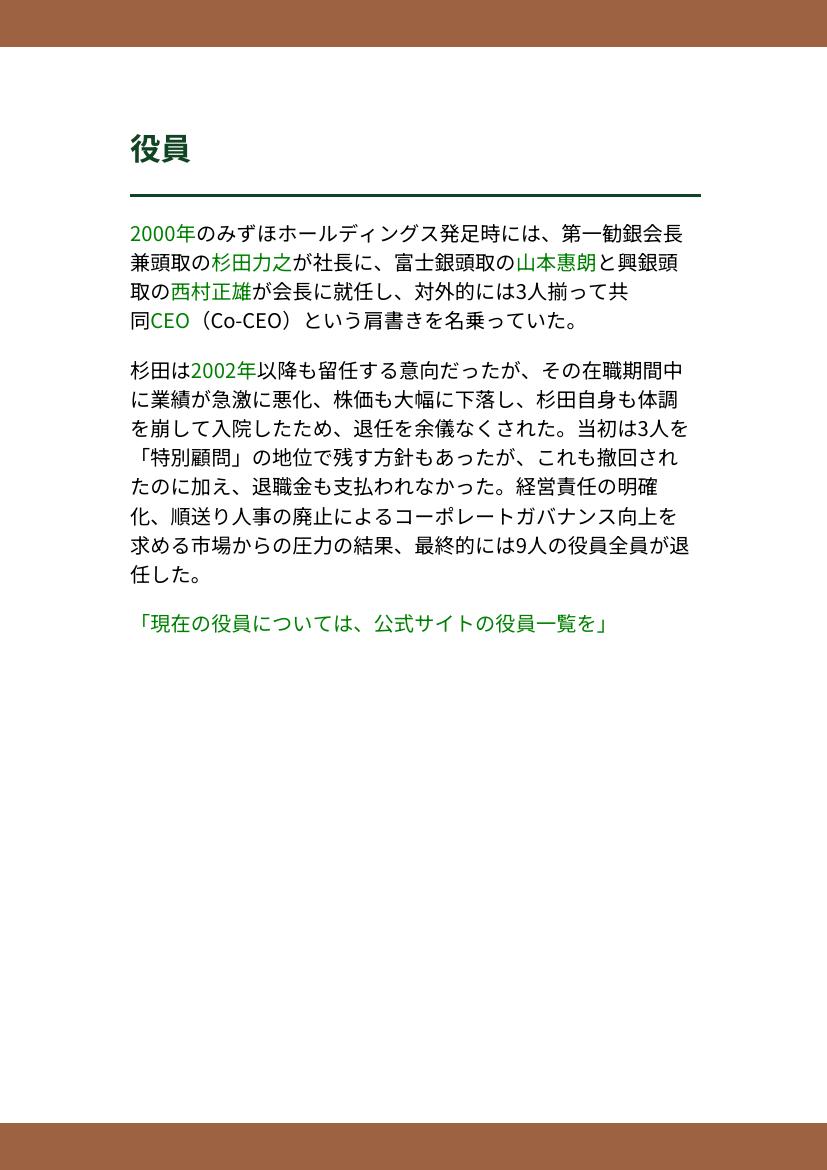 役員
2000年のみずほホールディングス発足時には、第一勧銀会長
兼頭取の杉田力之が社長に、富士銀頭取の山本惠朗と興銀頭
取の西村正雄が会長に就任し、対外的には3人揃って共
同CEO（Co-CEO）という肩書きを名乗っていた。
杉田は2002年以降も留任する意向だったが、その在職期間中
に業績が急激に悪化、株価も大幅に下落し、杉田自身も体調
を崩して入院したため、退任を余儀なくされた。当初は3人を
「特別顧問」の地位で残す方針もあったが、これも撤回され
たのに加え、退職金も支払われなかった。経営責任の明確
化、順送り人事の廃止によるコーポレートガバナンス向上を
求める市場からの圧力の結果、最終的には9人の役員全員が退
任した。
「現在の役員については、公式サイトの役員一覧を」